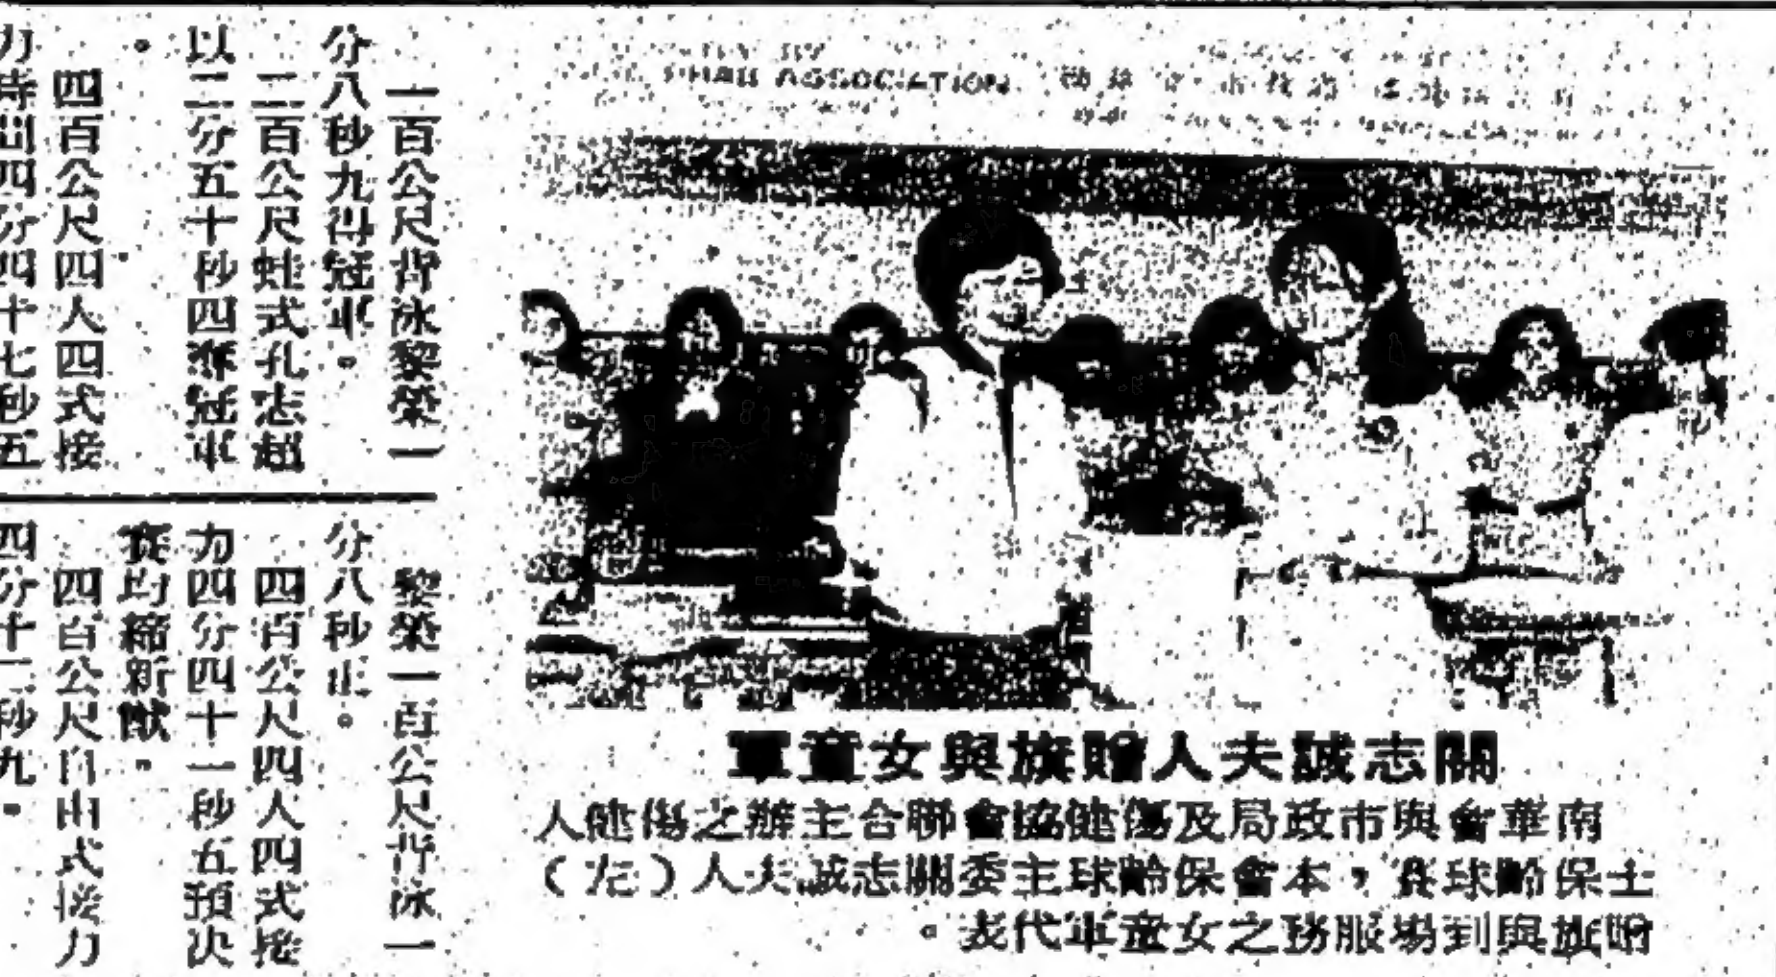 PHAB ASSOCIATION
關志誠夫人贈旗與女童軍
南華會與市政局及傷健協會聯合主辦之傷健人
士保齡球賽，本會保齡球主委關志誠夫人（左）
贈旗與到場服務之女童軍代表。
一百公尺背泳黎榮一
分八秒九得冠軍。
二百公尺蛙式孔志超
以二分五十秒四奪冠軍
。
四百公尺四人四式接
力時出四分四十七秒五
黎榮一百公尺背泳一
分八秒正。
四百公尺四人四式接
力四分四十一秒五預決
賽均締新猷。
四百公尺自由式接力
四分十二秒九。